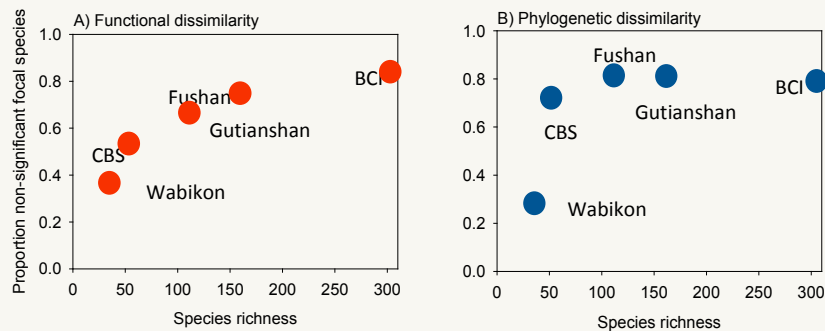 A) Functional dissimilarity
Proportion non-significant focal species
1.0
0.8
0.6
0.4
0.2
0.0
BCI
Fushan
Gutianshan
CBS
Wabikon
0 50 100 150 200 250 300
Species richness
B) Phylogenetic dissimilarity
1.0
0.8
0.6
0.4
0.2
0.0
Fushan
BCI
Gutianshan
CBS
Wabikon
0 50 100 150 200 250 300
Species richness